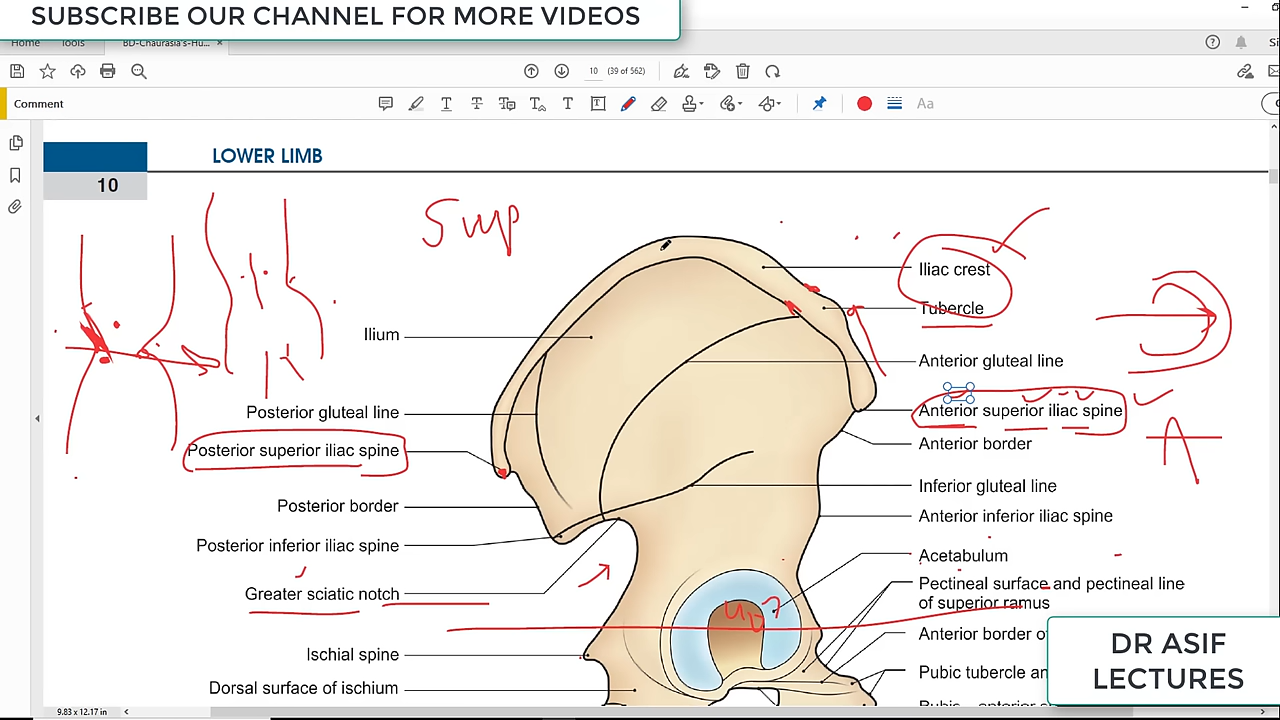 SUBSCRIBE OUR CHANNEL FOR MORE VIDEOS
Home Tools BD-Chaurasia's-Hu... ×
10 (39 of 562)
Comment
Aa
LOWER LIMB
10
Sup
Iliac crest
Tubercle
Ilium
Anterior gluteal line
Posterior gluteal line
Anterior superior iliac spine
Posterior superior iliac spine
Anterior border
A
Inferior gluteal line
Posterior border
Anterior inferior iliac spine
Posterior inferior iliac spine
Acetabulum
Greater sciatic notch
Pectineal surface and pectineal line
of superior ramus
Anterior border
Ischial spine
Pubic tubercle
Dorsal surface of ischium
DR ASIF
LECTURES
9.83 x 12.17 in